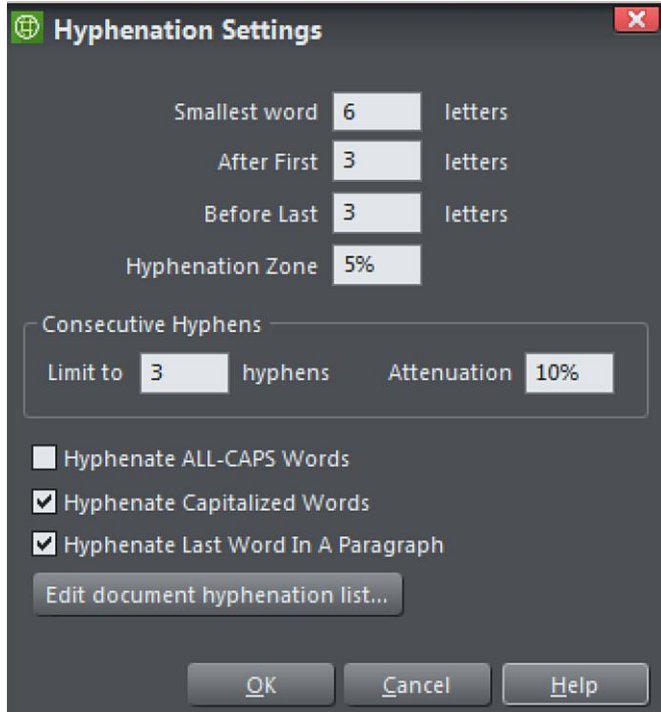 Hyphenation Settings
Smallest word 6 letters
After First 3 letters
Before Last 3 letters
Hyphenation Zone 5%
Consecutive Hyphens
Limit to 3 hyphens Attenuation 10%
Hyphenate ALL-CAPS Words
Hyphenate Capitalized Words
Hyphenate Last Word In A Paragraph
Edit document hyphenation list...
OK Cancel Help